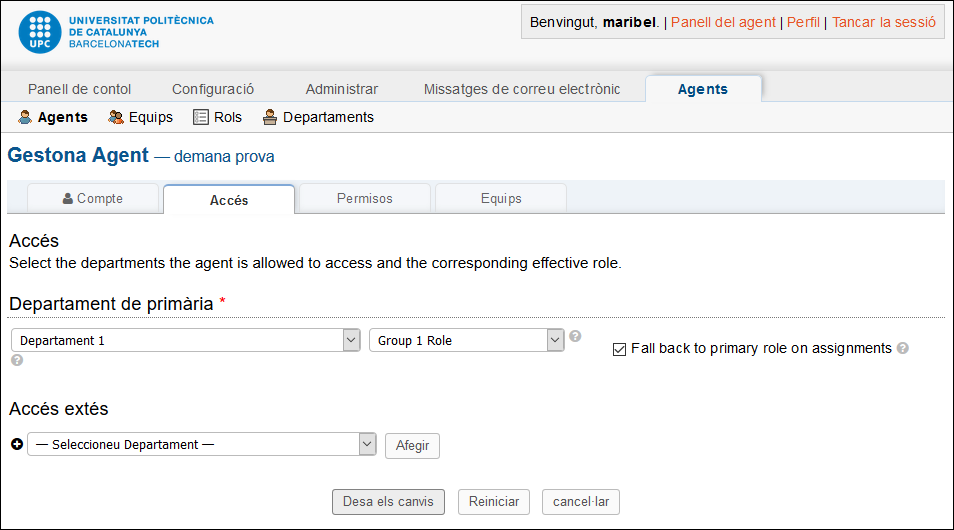 UNIVERSITAT POLITÈCNICA
DE CATALUNYA
BARCELONATECH
UPC
Benvingut, maribel. | Panell del agent | Perfil | Tancar la sessió
Panell de contol Configuració Administrar Missatges de correu electrònic Agents
Agents Equips Rols Departaments
Gestona Agent — demana prova
Compte Accés Permisos Equips
Accés
Select the departments the agent is allowed to access and the corresponding effective role.
Departament de primària *
Departament 1 Group 1 Role ? Fall back to primary role on assignments ?
?
Accés extés
— Seleccioneu Departament — Afegir
Desa els canvis Reiniciar cancel·lar